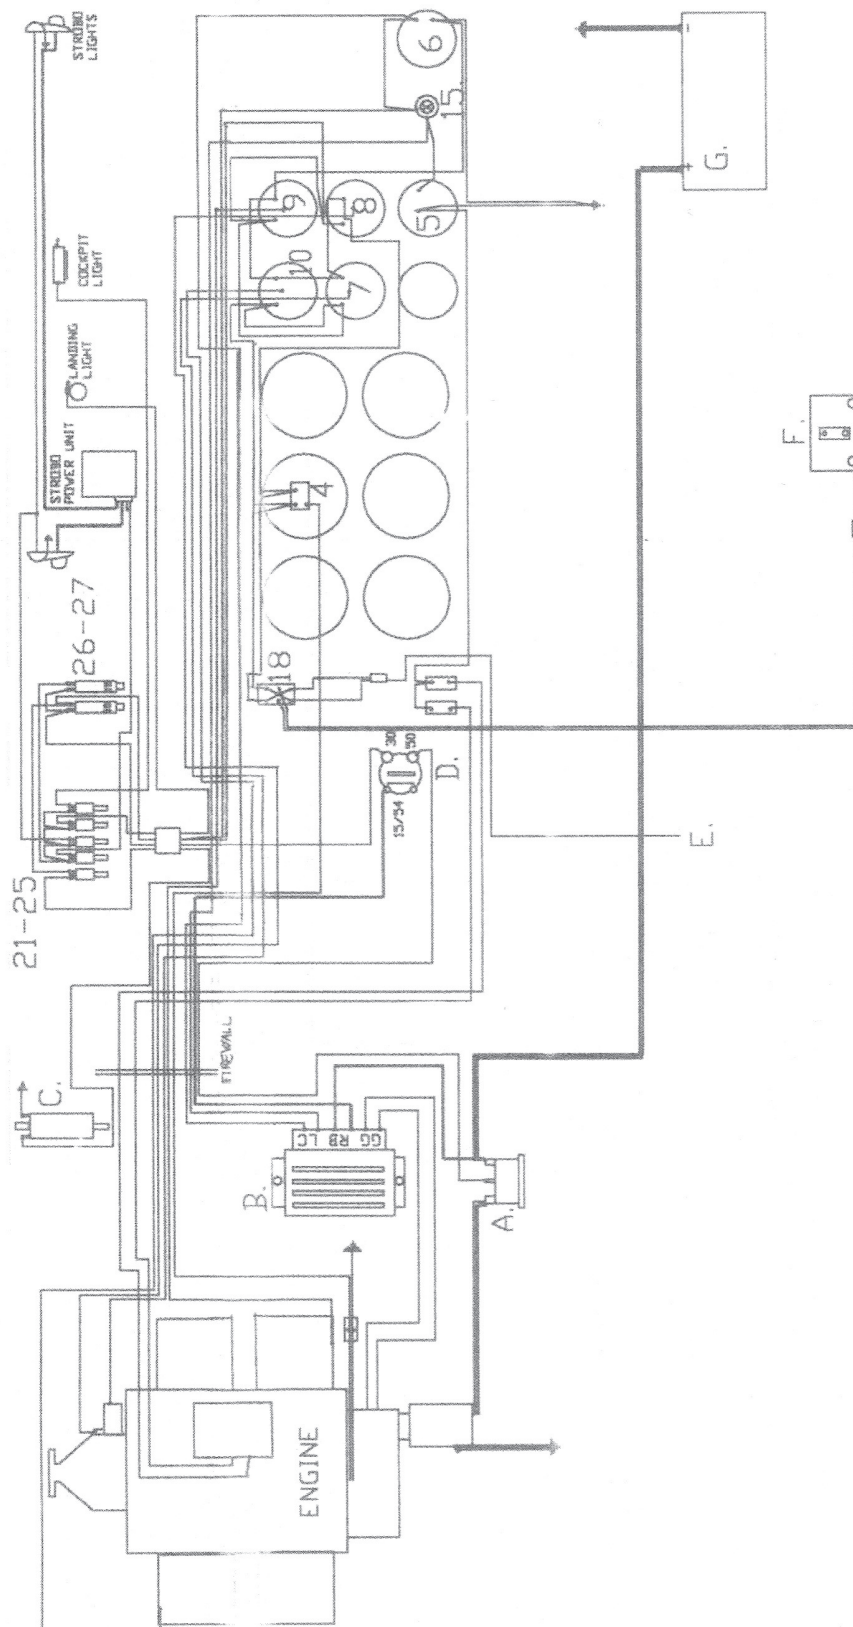 STROBO
LIGHTS
COCKPIT
LIGHT
LANDING
LIGHT
STROBO
POWER UNIT
26-27
21-25
6
15
9
8
5
10
7
4
18
30
50
15/54
D.
E.
F.
G.
+
-
C.
FIREWALL
B.
LC
RB
GG
A.
ENGINE